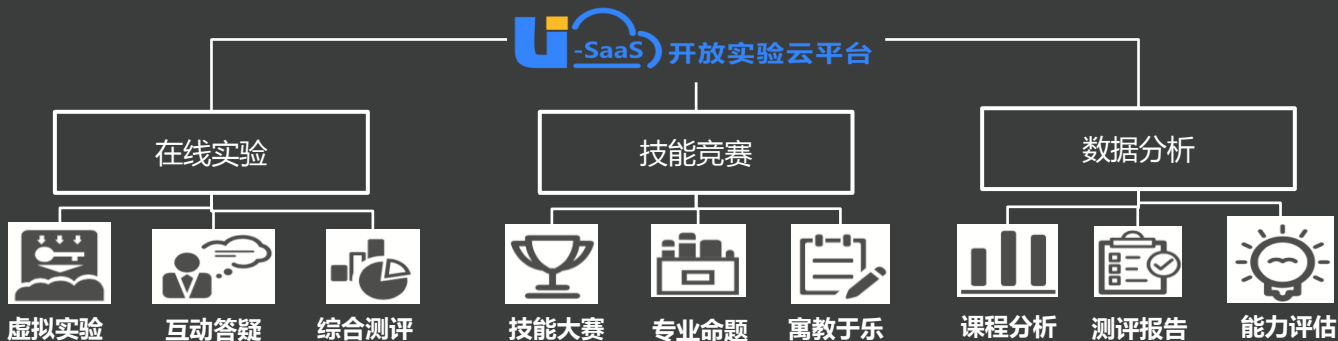 Ui-SaaS 开放实验云平台
在线实验
技能竞赛
数据分析
虚拟实验
互动答疑
综合测评
技能大赛
专业命题
寓教于乐
课程分析
测评报告
能力评估